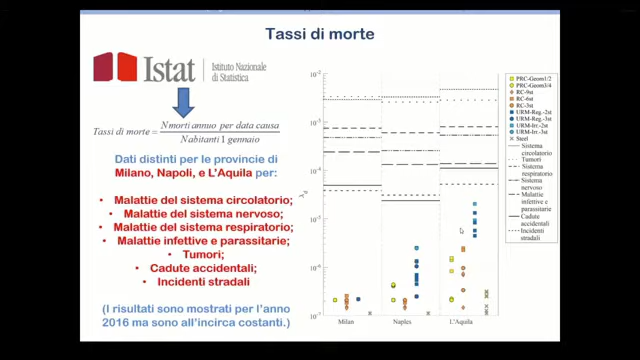 Tassi di morte
Istat
Istituto Nazionale
di Statistica
Tassi di morte = N morti annuo per data causa
N abitanti 1 gennaio
Dati distinti per le provincie di
Milano, Napoli, e L'Aquila per:
• Malattie del sistema circolatorio;
• Malattie del sistema nervoso;
• Malattie del sistema respiratorio;
• Malattie infettive e parassitarie;
• Tumori;
• Cadute accidentali;
• Incidenti stradali
(I risultati sono mostrati per l'anno
2016 ma sono all'incirca costanti.)
10⁻²
10⁻³
10⁻⁴
10⁻⁵
10⁻⁶
10⁻⁷
Milan
Naples
L'Aquila
PRC-Geom1/2
PRC-Geom3/4
RC-9st
RC-6st
RC-3st
URM-Reg.-2st
URM-Reg.-3st
URM-Irr.-2st
URM-Irr.-3st
Steel
Sistema
circolatorio
Tumori
Sistema
respiratorio
Sistema
nervoso
Malattie
infettive e
parassitarie
Cadute
accidentali
Incidenti
stradali